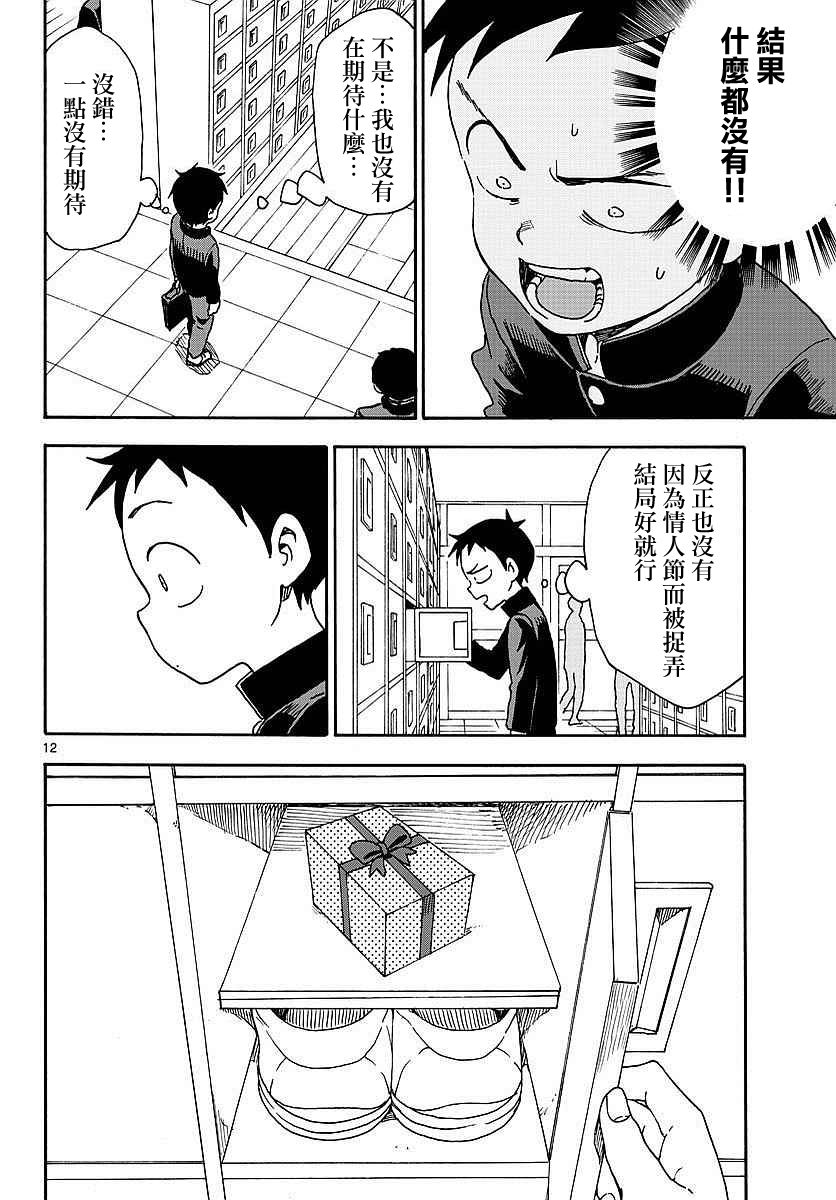 結果
什麼都沒有!!
不是…我也沒有
在期待什麼…
沒錯…
一點沒有期待
反正也沒有
因為情人節而被捉弄
結局好就行
12